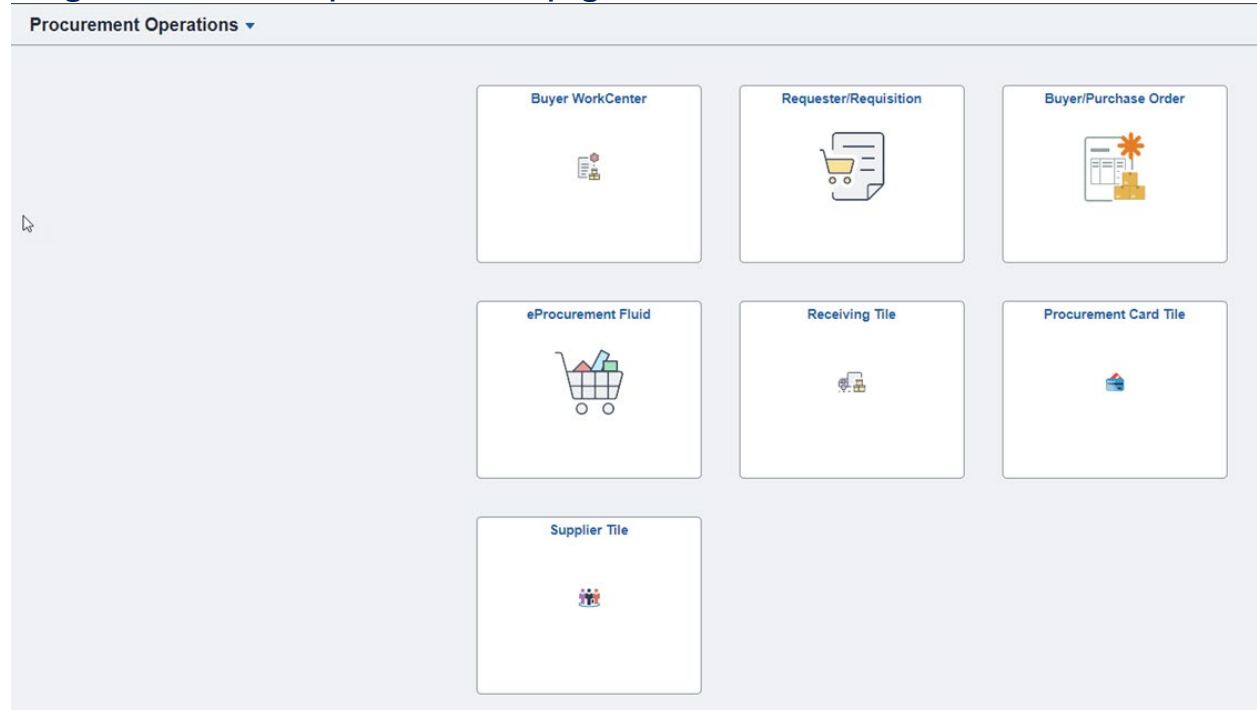 Procurement Operations
Buyer WorkCenter
Requester/Requisition
Buyer/Purchase Order
eProcurement Fluid
Receiving Tile
Procurement Card Tile
Supplier Tile